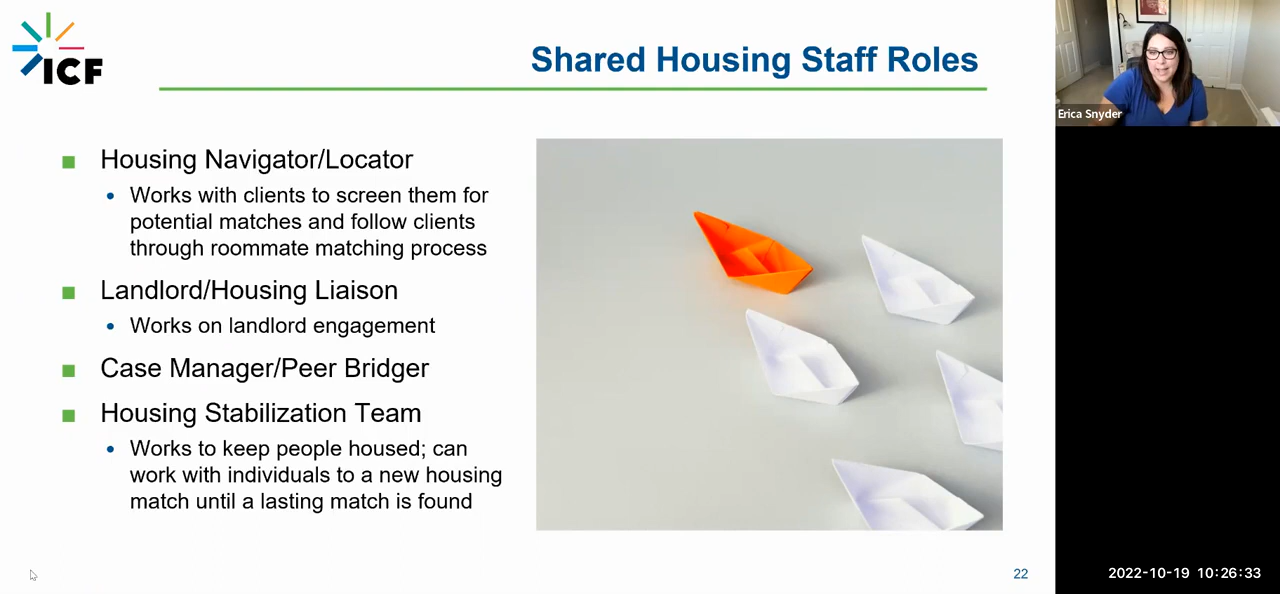 ICF
Shared Housing Staff Roles
Housing Navigator/Locator
Works with clients to screen them for
potential matches and follow clients
through roommate matching process
Landlord/Housing Liaison
Works on landlord engagement
Case Manager/Peer Bridger
Housing Stabilization Team
Works to keep people housed; can
work with individuals to a new housing
match until a lasting match is found
22
Erica Snyder
2022-10-19 10:26:33